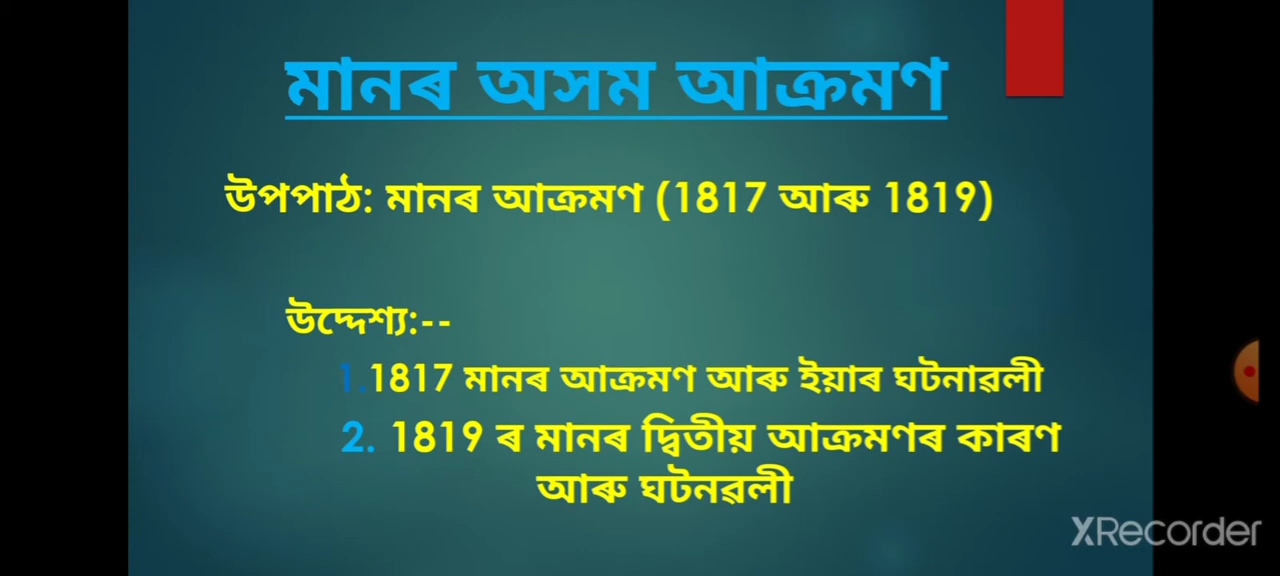 মানৰ অসম আক্ৰমণ
উপপাঠ: মানৰ আক্ৰমণ (1817 আৰু 1819)
উদ্দেশ্য:--
1.1817 মানৰ আক্ৰমণ আৰু ইয়াৰ ঘটনাৱলী
2. 1819 ৰ মানৰ দ্বিতীয় আক্ৰমণৰ কাৰণ
আৰু ঘটনৱলী
XRecorder